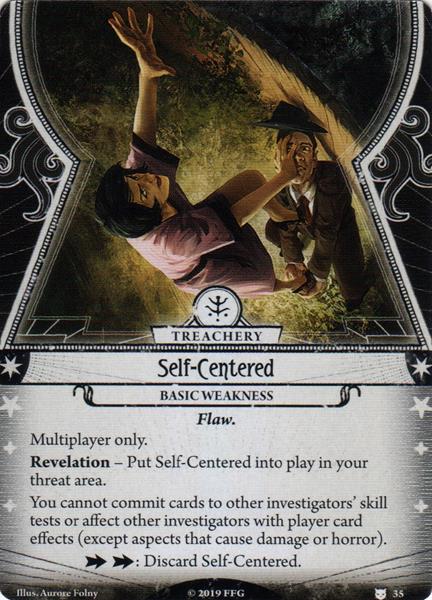 TREACHERY
Self-Centered
BASIC WEAKNESS
Flaw.
Multiplayer only.
Revelation – Put Self-Centered into play in your
threat area.
You cannot commit cards to other investigators’ skill
tests or affect other investigators with player card
effects (except aspects that cause damage or horror).
: Discard Self-Centered.
Illus. Aurore Folny © 2019 FFG 35